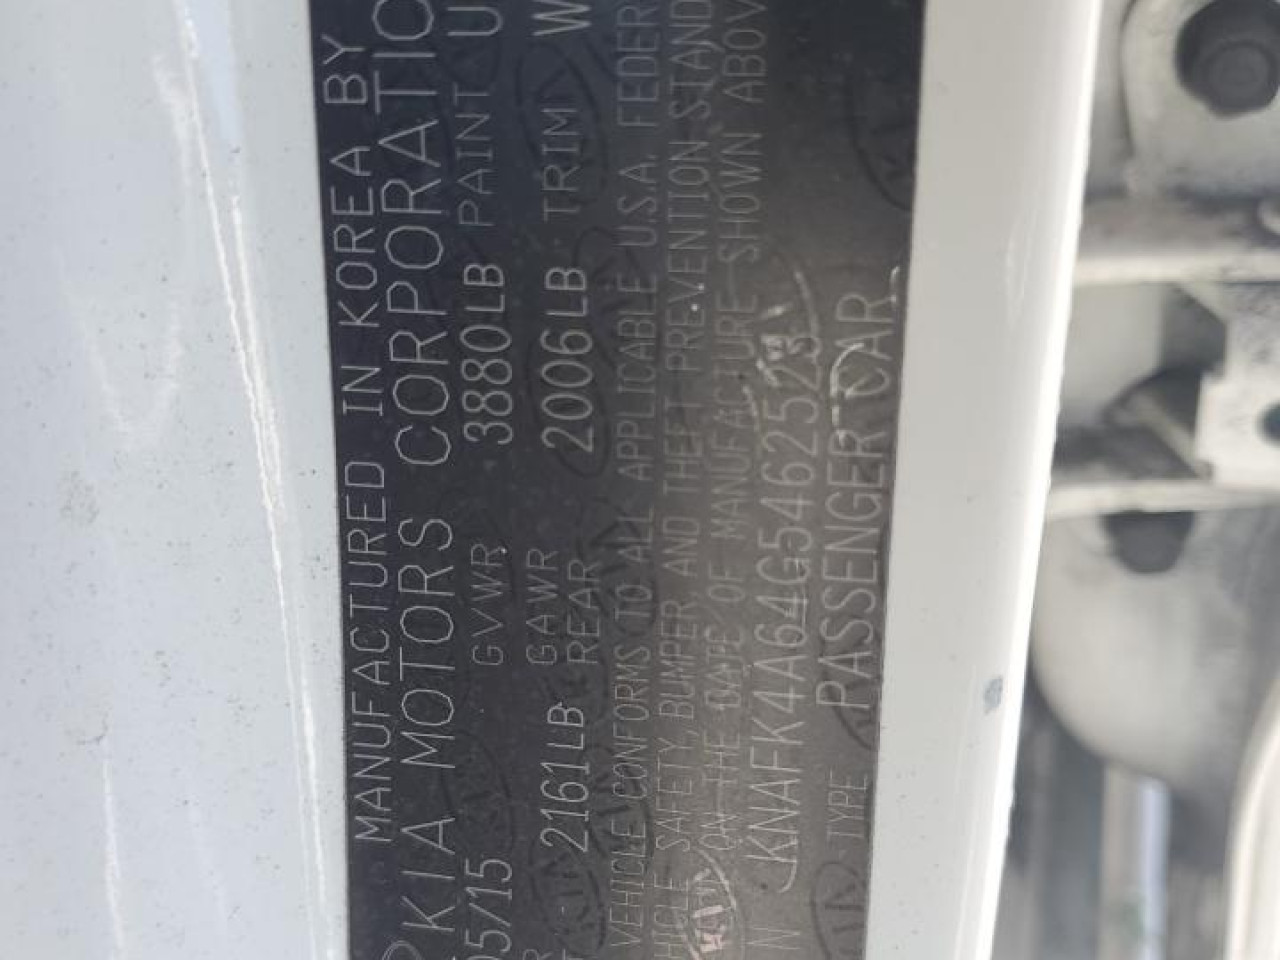 MANUFACTURED IN KOREA BY
KIA MOTORS CORPORATIO
05/15 GVWR 3880LB PAINT U
2161LB GAWR REAR 2006LB TRIM W
VEHICLE CONFORMS TO ALL APPLICABLE U.S.A. FEDER
HICLE SAFETY, BUMPER, AND THEFT PREVENTION STAND
ON THE DATE OF MANUFACTURE SHOWN ABOV
N KNAFK4A64G5462523
TYPE PASSENGER CAR